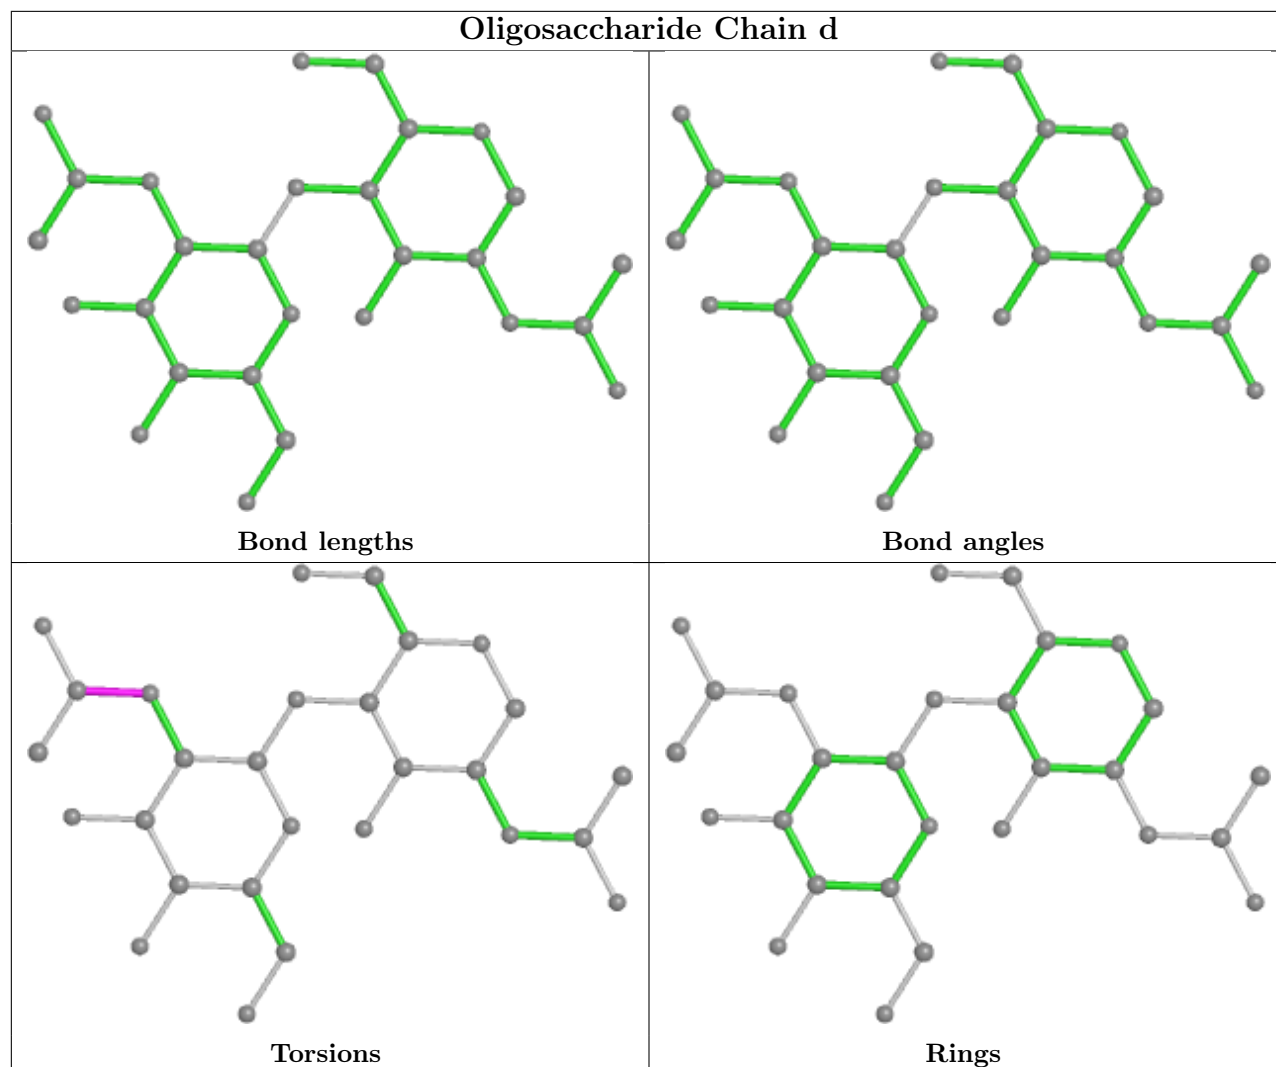 Oligosaccharide Chain d
Bond lengths
Bond angles
Torsions
Rings